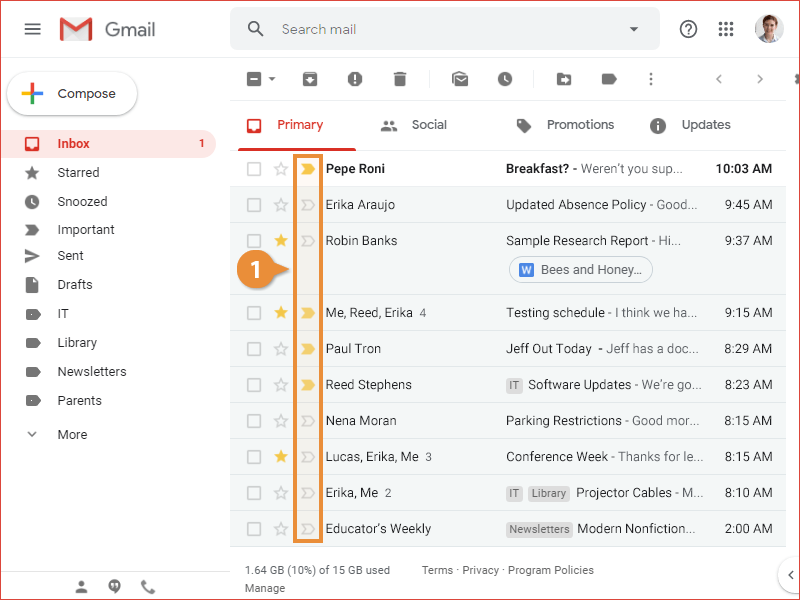 Gmail
Search mail
Compose
Inbox 1
Starred
Snoozed
Important
Sent
Drafts
IT
Library
Newsletters
Parents
More
Primary Social Promotions Updates
Pepe Roni Breakfast? - Weren't you sup... 10:03 AM
Erika Araujo Updated Absence Policy - Good... 9:45 AM
Robin Banks Sample Research Report - Hi... 9:37 AM
W Bees and Honey...
1
Me, Reed, Erika 4 Testing schedule - I think we ha... 9:15 AM
Paul Tron Jeff Out Today - Jeff has a doc... 8:29 AM
Reed Stephens IT Software Updates - We're go... 8:23 AM
Nena Moran Parking Restrictions - Good mor... 8:15 AM
Lucas, Erika, Me 3 Conference Week - Thanks for le... 8:15 AM
Erika, Me 2 IT Library Projector Cables - M... 8:10 AM
Educator's Weekly Newsletters Modern Nonfiction... 2:00 AM
1.64 GB (10%) of 15 GB used Terms · Privacy · Program Policies
Manage